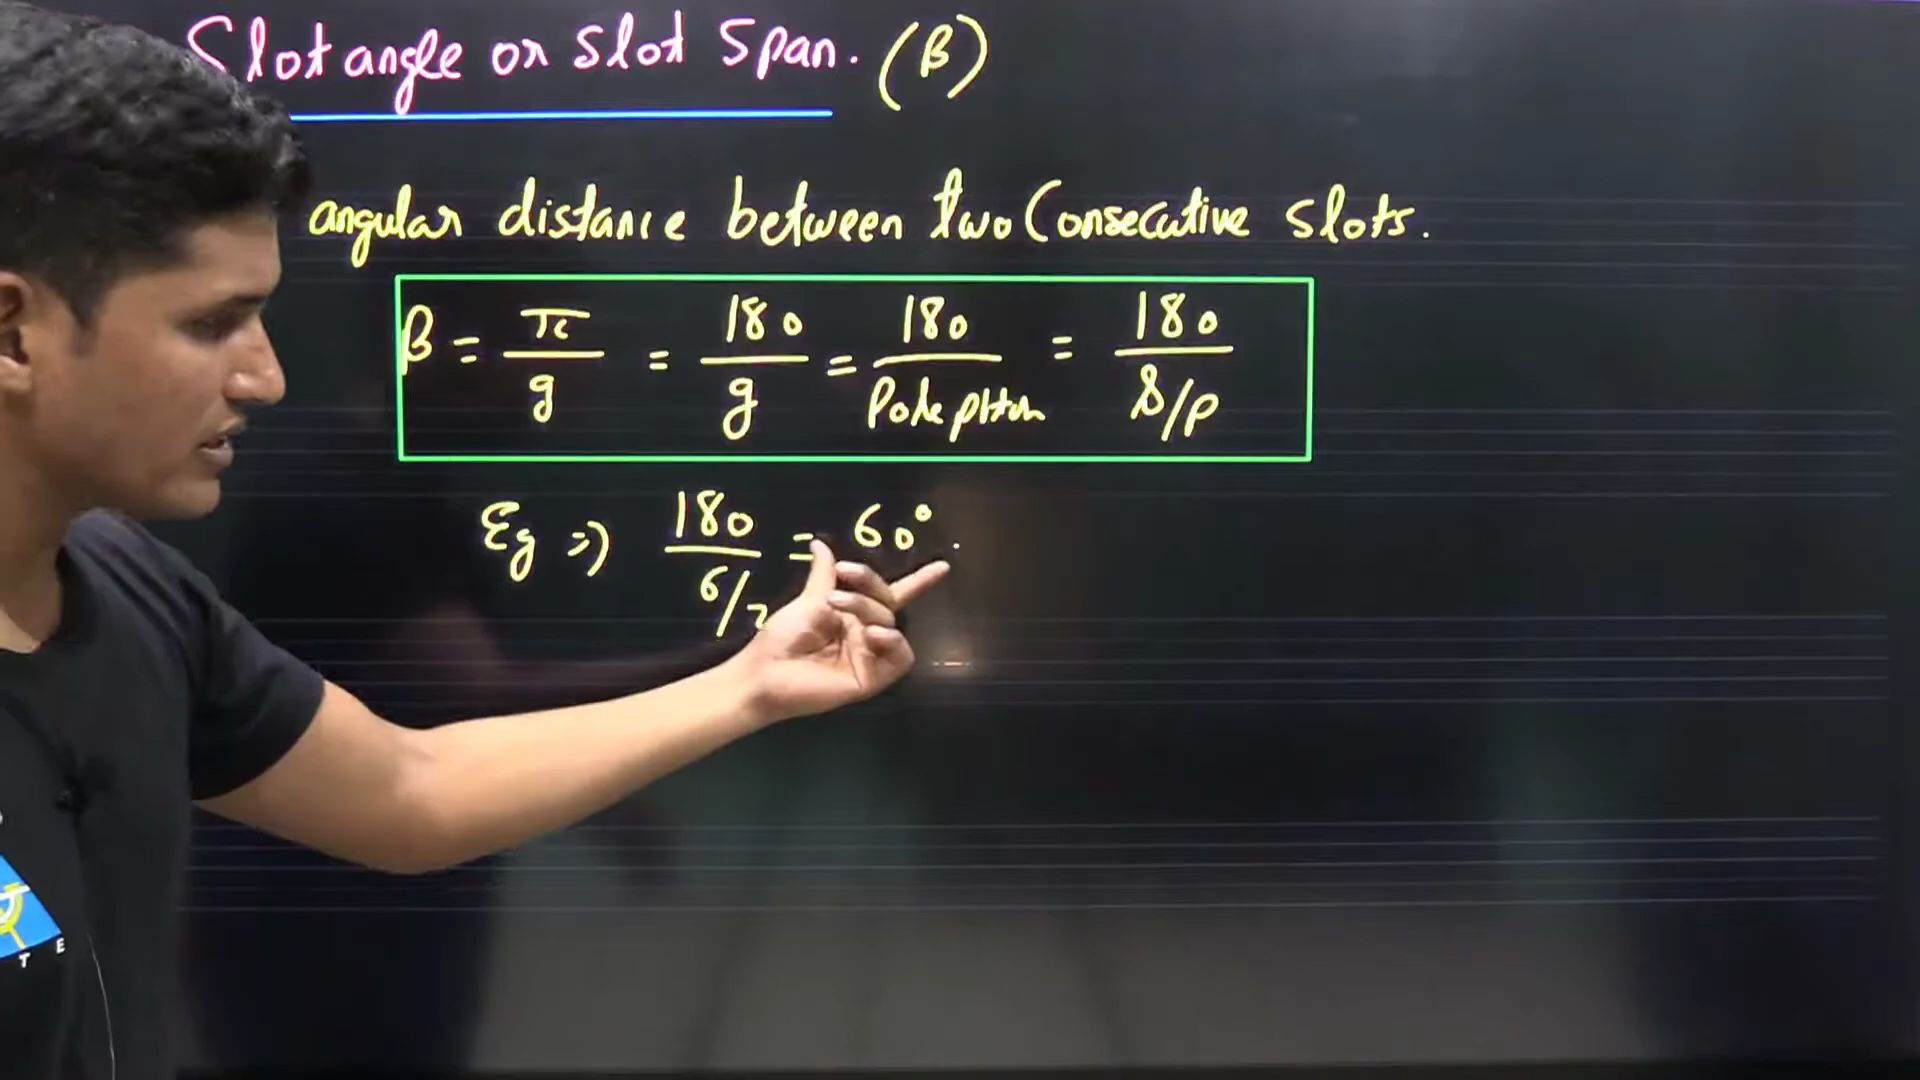 Slot angle or slot span. (β)
angular distance between two Consecutive slots.
β = π/g = 180/g = 180/Pole pitch = 180/S/P
Eg ⇒ 180/6/2 = 60°.
T E